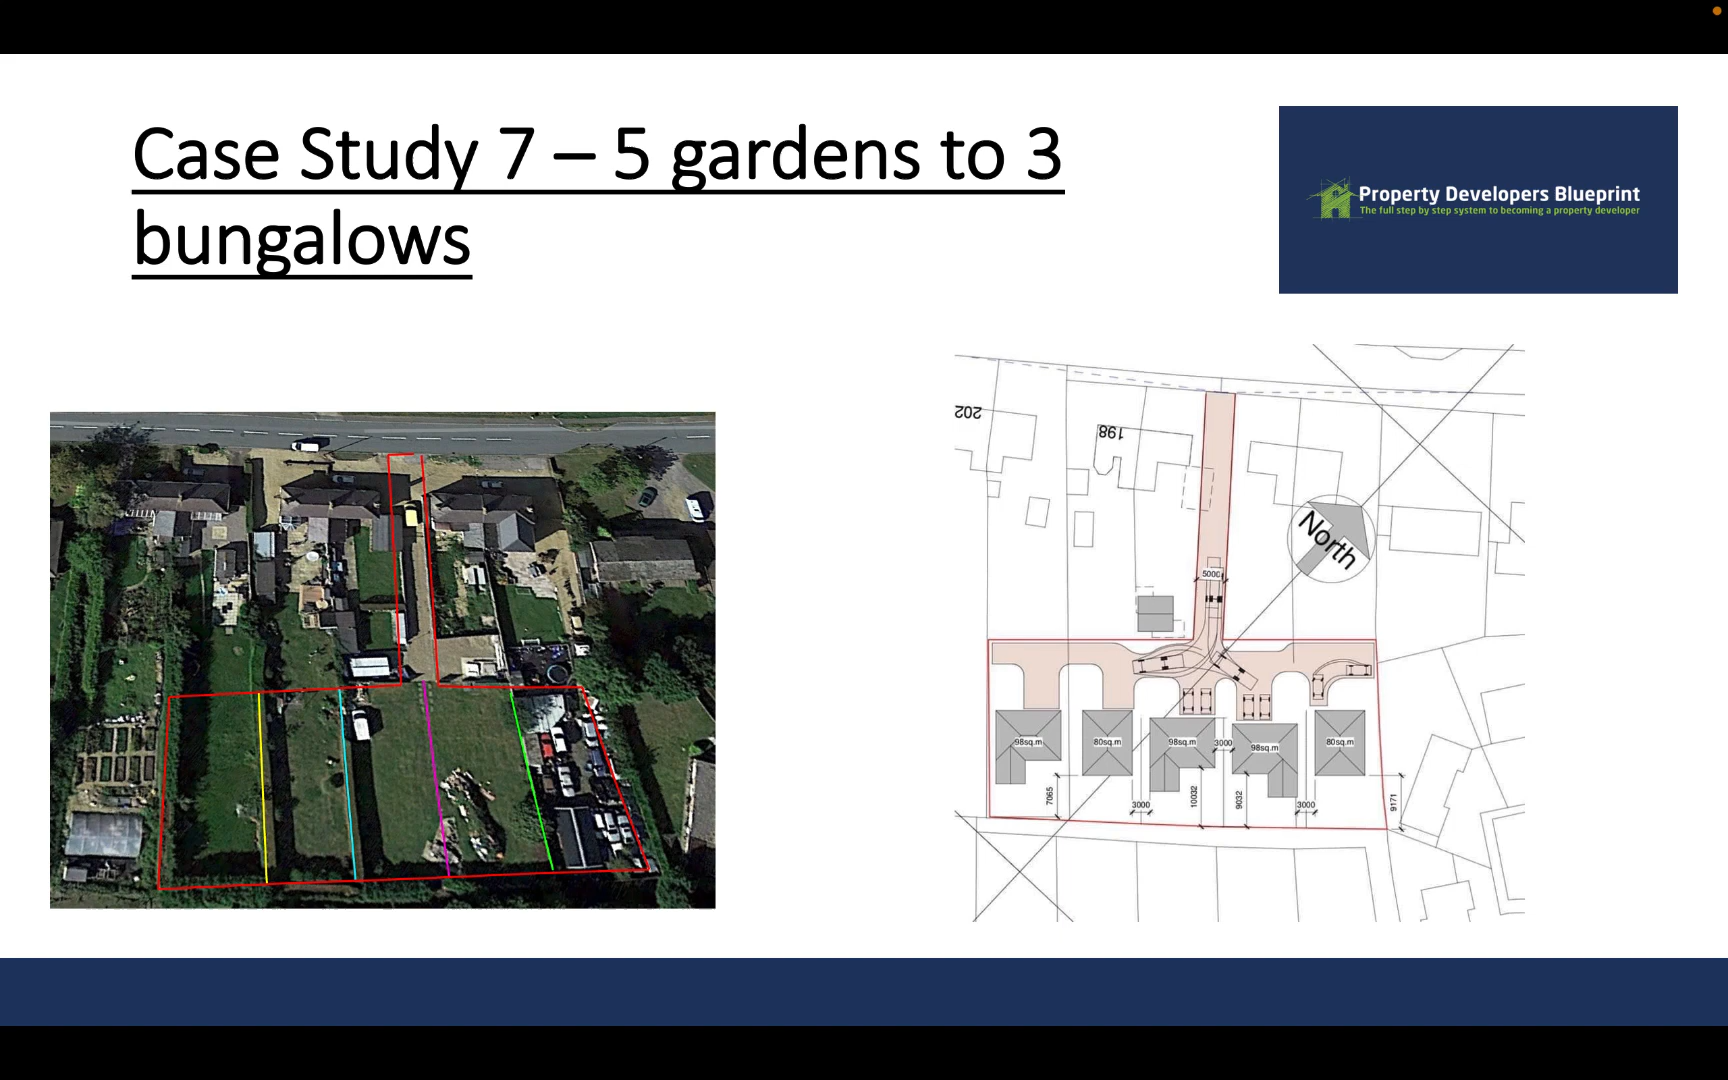 Case Study 7 – 5 gardens to 3
bungalows
Property Developers Blueprint
The full step by step system to becoming a property developer
202
198
North
5000
98sq.m
80sq.m
98sq.m
3000
98sq.m
80sq.m
7065
3000
10032
9032
3000
9171